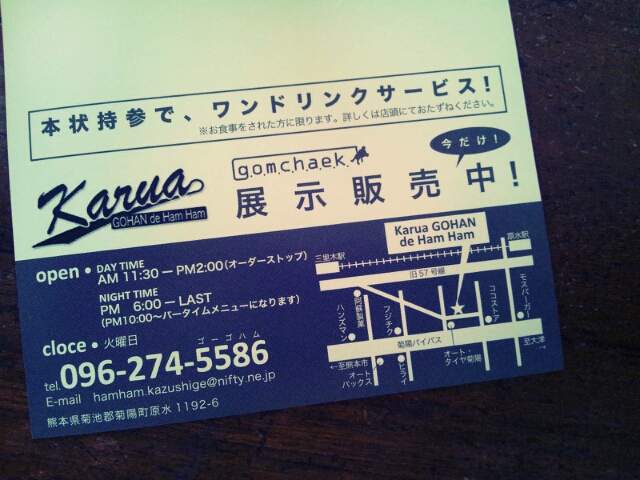 本状持参で、ワンドリンクサービス!
※お食事をされた方に限ります。詳しくは店頭にておたずねください。
Karua
GOHAN de Ham Ham
g.o.m.c.h.a.e.k.
今だけ!
展示販売中!
open • DAY TIME
AM 11:30 — PM2:00 (オーダーストップ)
NIGHT TIME
PM 6:00 — LAST
(PM10:00〜バータイムメニューになります)
cloce • 火曜日
ゴーゴハム
tel. 096-274-5586
E-mail hamham.kazushige@nifty.ne.jp
熊本県菊池郡菊陽町原水 1192-6
Karua GOHAN
de Ham Ham
三里木駅
原水駅
旧57号線
ハンズマン
阿蘇製菓
フジチク
ココストア
モスバーガー
菊陽バイパス
←至熊本市
至大津→
オート
バックス
ヒライ
オート・
タイヤ菊陽